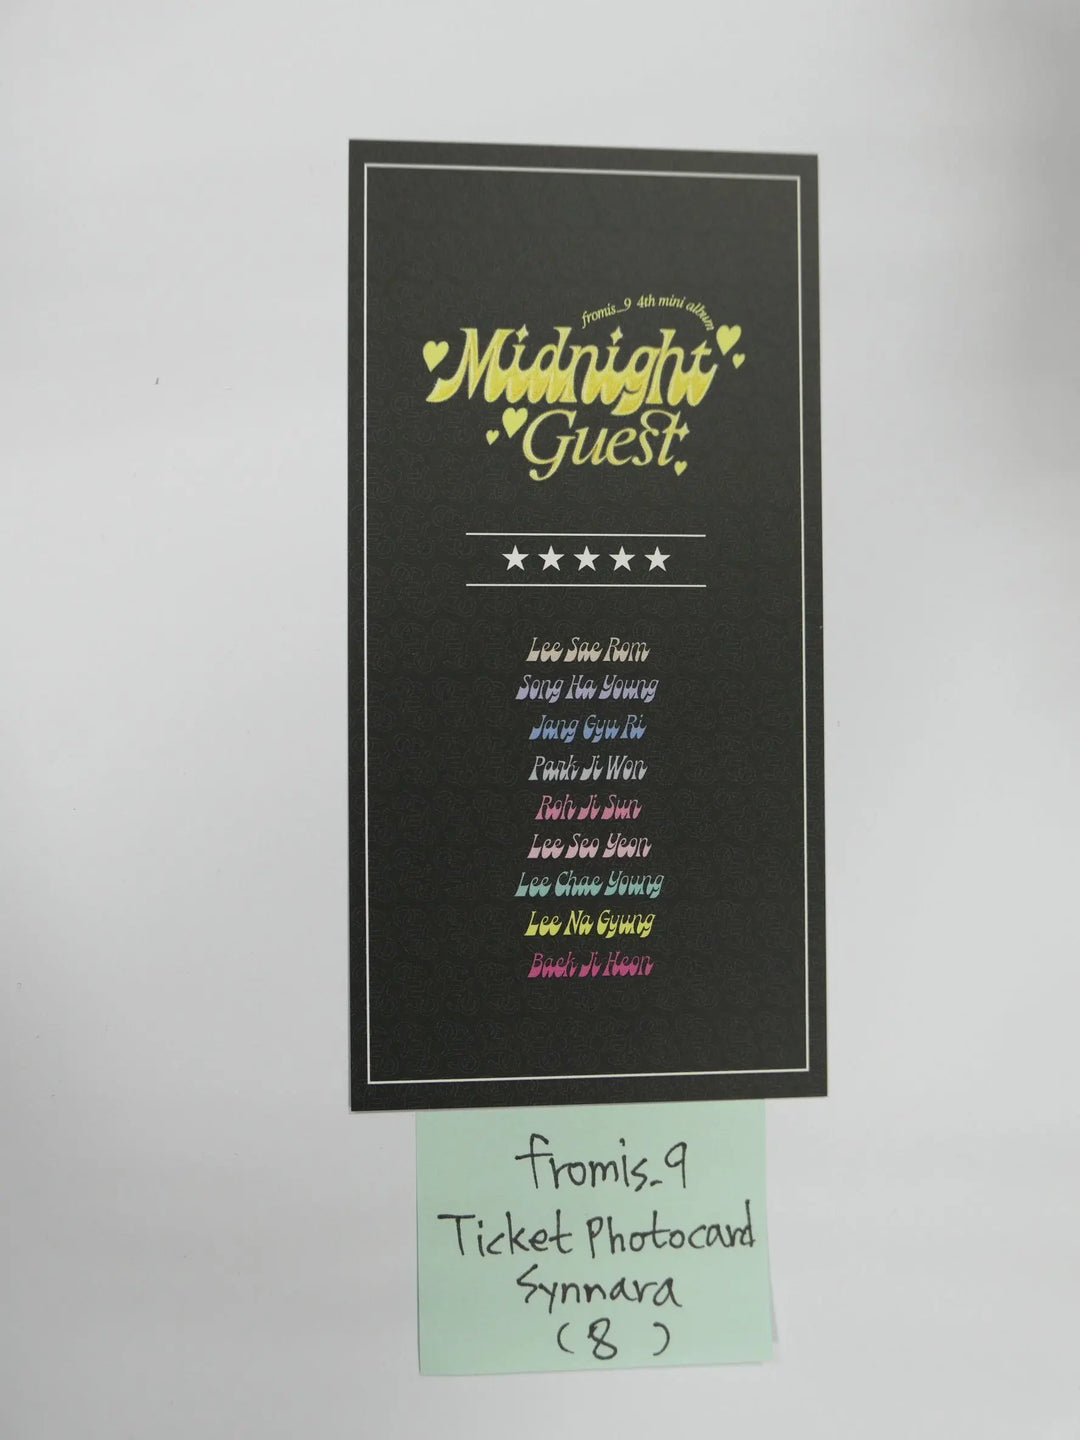 fromis_9 4th mini album
Midnight
Guest
★★★★★
Lee Sae Rom
Song Ha Young
Jang Gyu Ri
Park Ji Won
Roh Ji Sun
Lee Seo Yeon
Lee Chae Young
Lee Na Gyung
Baek Ji Heon
fromis_9
Ticket Photocard
Synnara
(8)